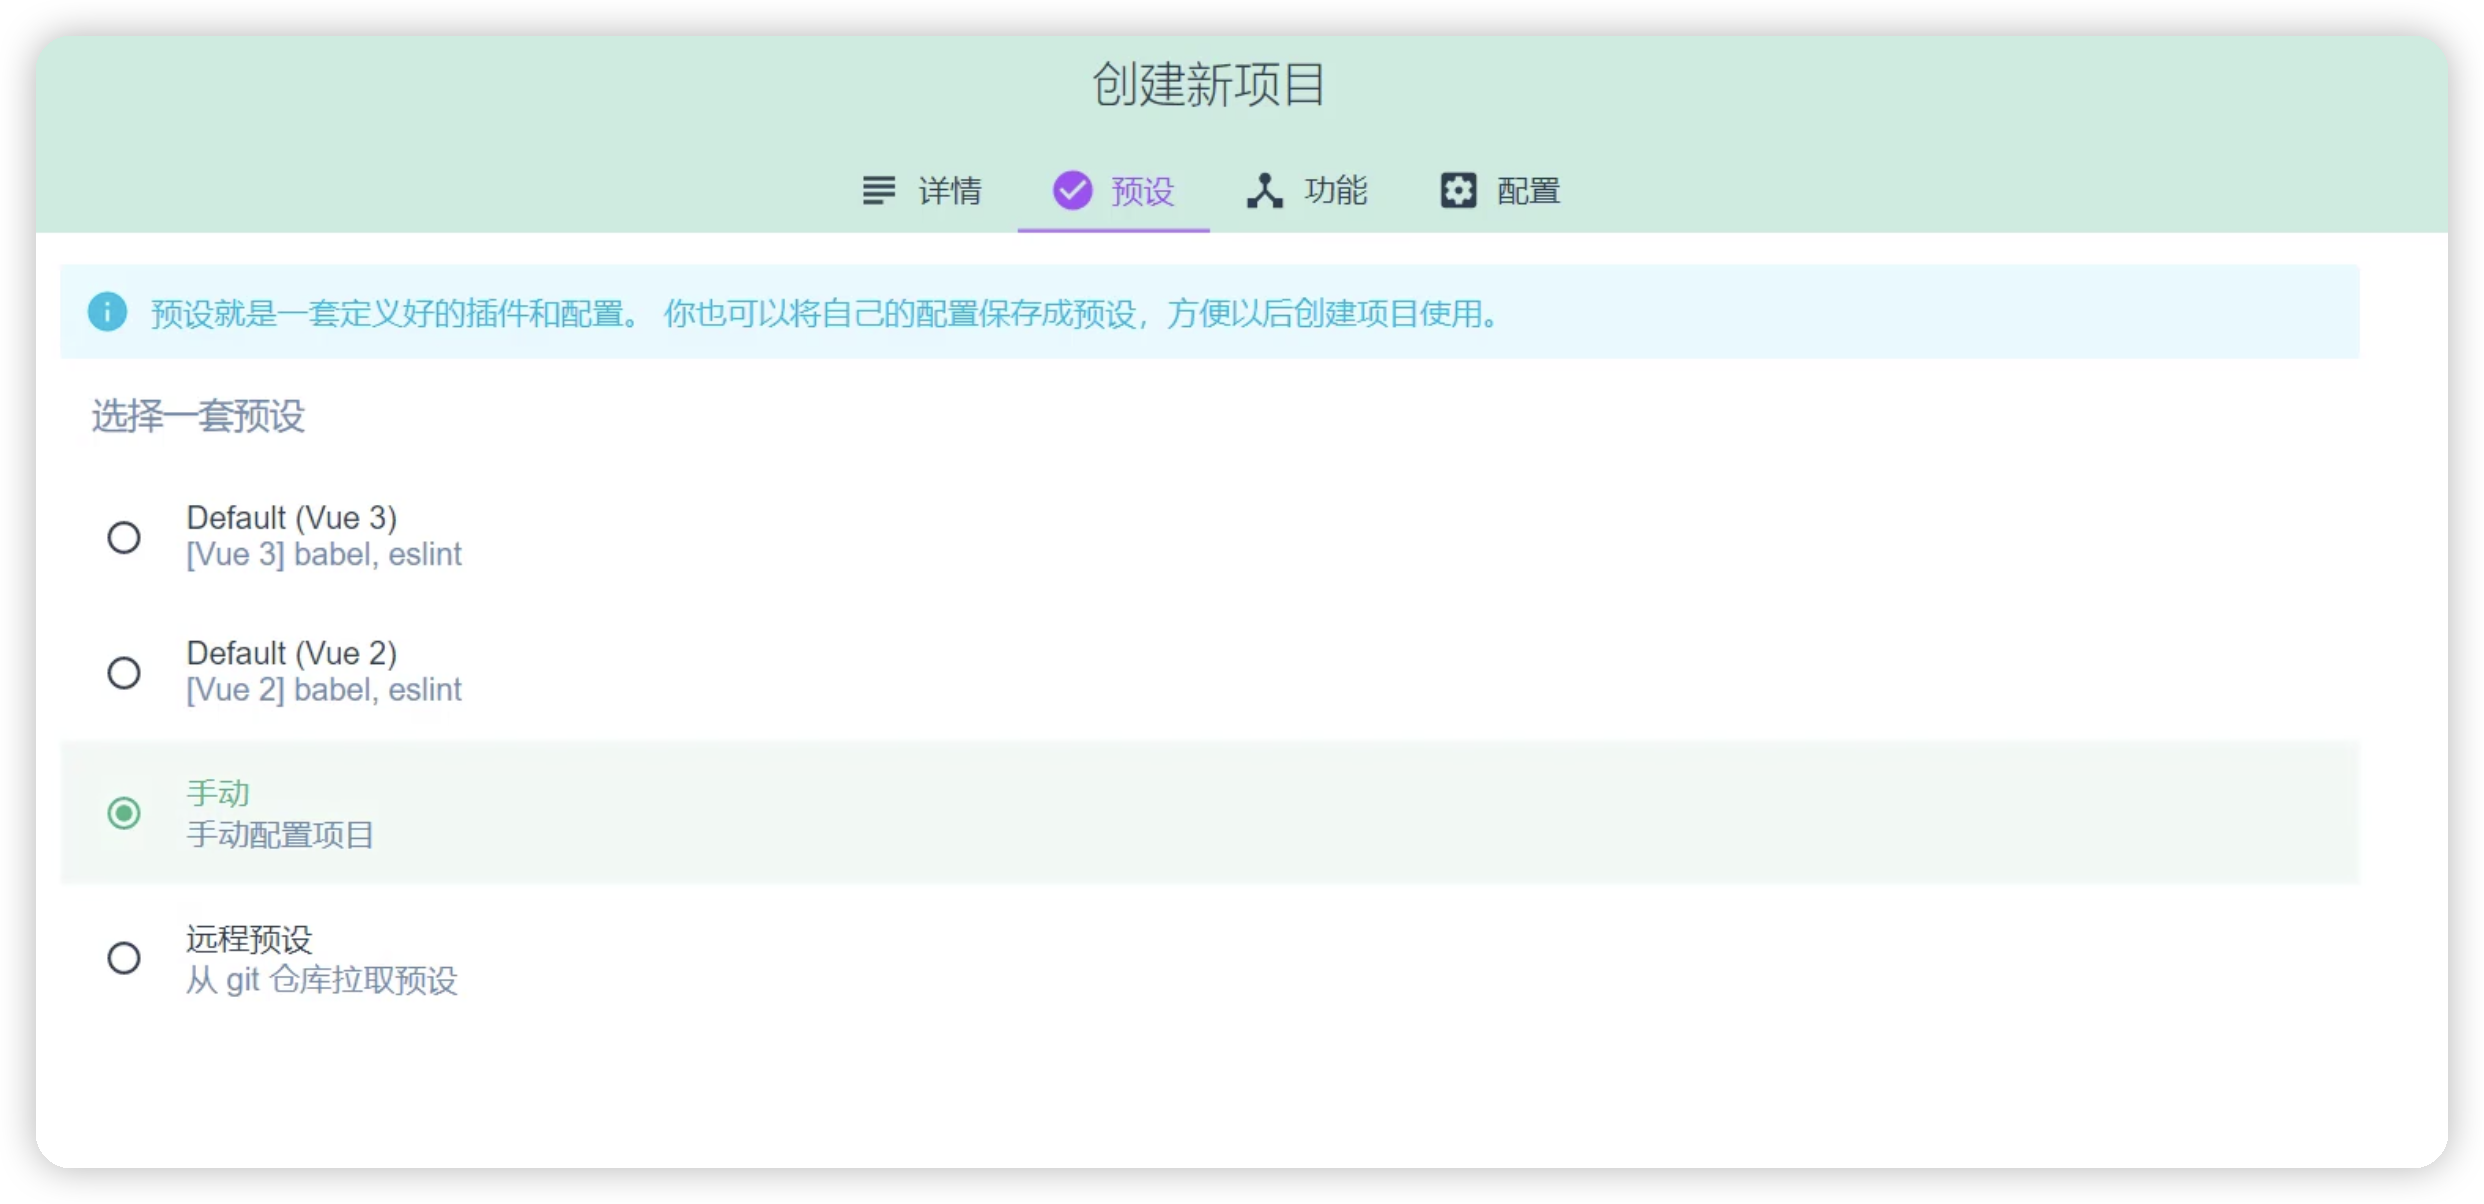 创建新项目
详情 预设 功能 配置
预设就是一套定义好的插件和配置。 你也可以将自己的配置保存成预设，方便以后创建项目使用。
选择一套预设
Default (Vue 3)
[Vue 3] babel, eslint
Default (Vue 2)
[Vue 2] babel, eslint
手动
手动配置项目
远程预设
从 git 仓库拉取预设